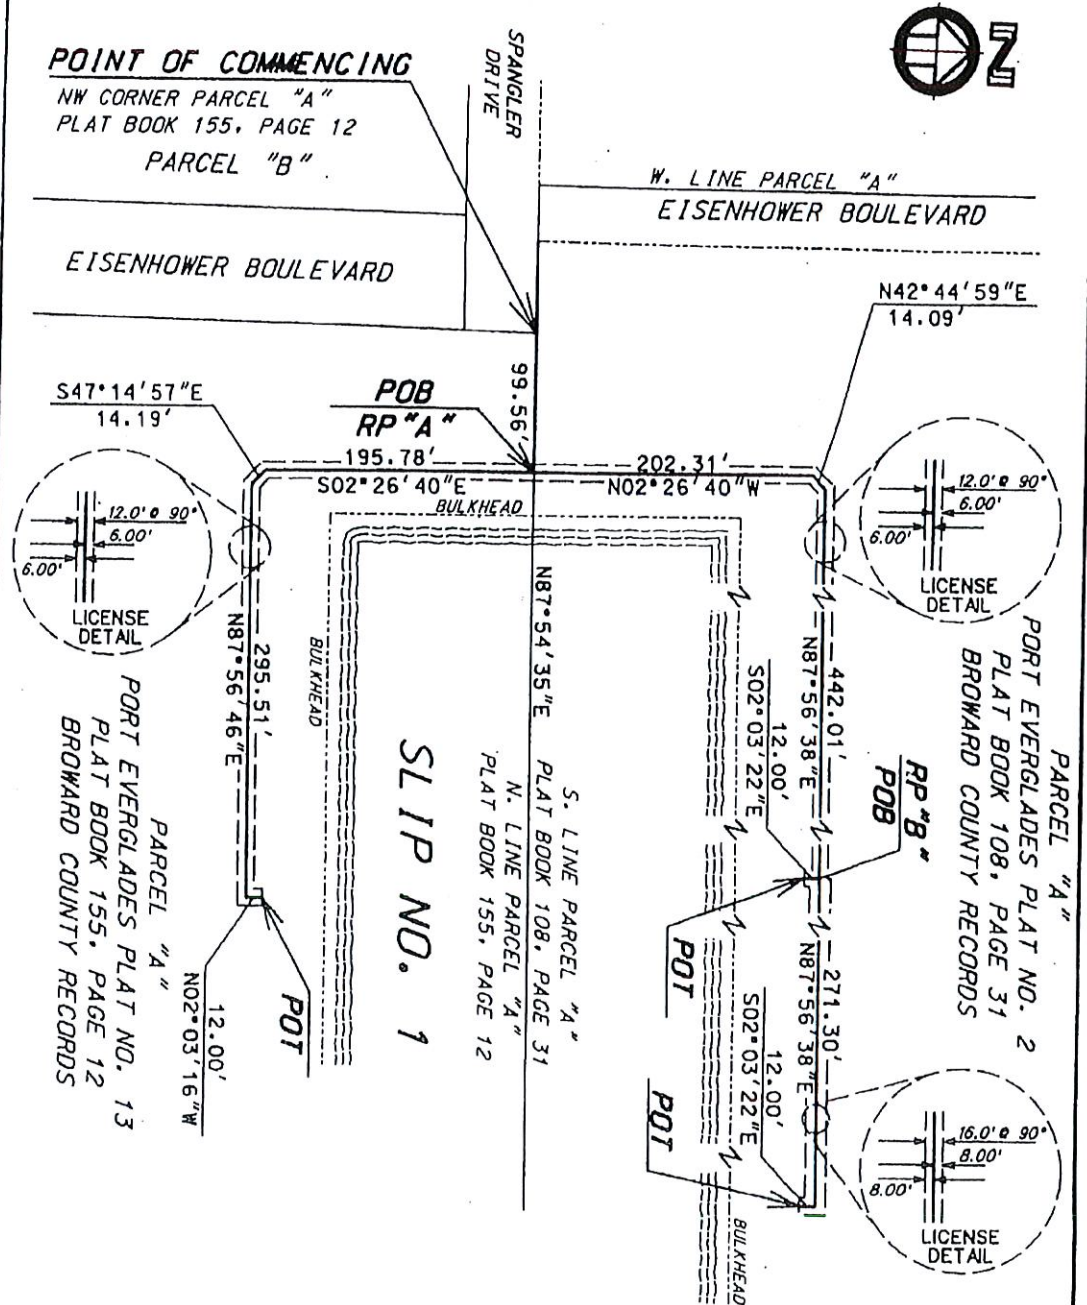 N
POINT OF COMMENCING
NW CORNER PARCEL "A"
PLAT BOOK 155, PAGE 12
PARCEL "B"
SPANGLER
DRIVE
W. LINE PARCEL "A"
EISENHOWER BOULEVARD
EISENHOWER BOULEVARD
N42°44'59"E
14.09'
99.56'
S47°14'57"E
14.19'
POB
RP "A"
195.78'
S02°26'40"E
202.31'
N02°26'40"W
BULKHEAD
12.0' @ 90°
6.00'
6.00'
LICENSE
DETAIL
12.0' @ 90°
6.00'
6.00'
LICENSE
DETAIL
N87°54'35"E
295.51'
N87°56'46"E
BULKHEAD
442.01'
N87°56'38"E
12.00'
S02°03'22"E
PARCEL "A"
PORT EVERGLADES PLAT NO. 2
PLAT BOOK 108, PAGE 31
BROWARD COUNTY RECORDS
RP "B"
POB
S. LINE PARCEL "A"
PLAT BOOK 108, PAGE 31
N. LINE PARCEL "A"
PLAT BOOK 155, PAGE 12
SLIP NO. 1
PARCEL "A"
PORT EVERGLADES PLAT NO. 13
PLAT BOOK 155, PAGE 12
BROWARD COUNTY RECORDS
POT
12.00'
N02°03'16"W
POT
271.30'
N87°56'38"E
12.00'
S02°03'22"E
POT
16.0' @ 90°
8.00'
8.00'
LICENSE
DETAIL
BULKHEAD